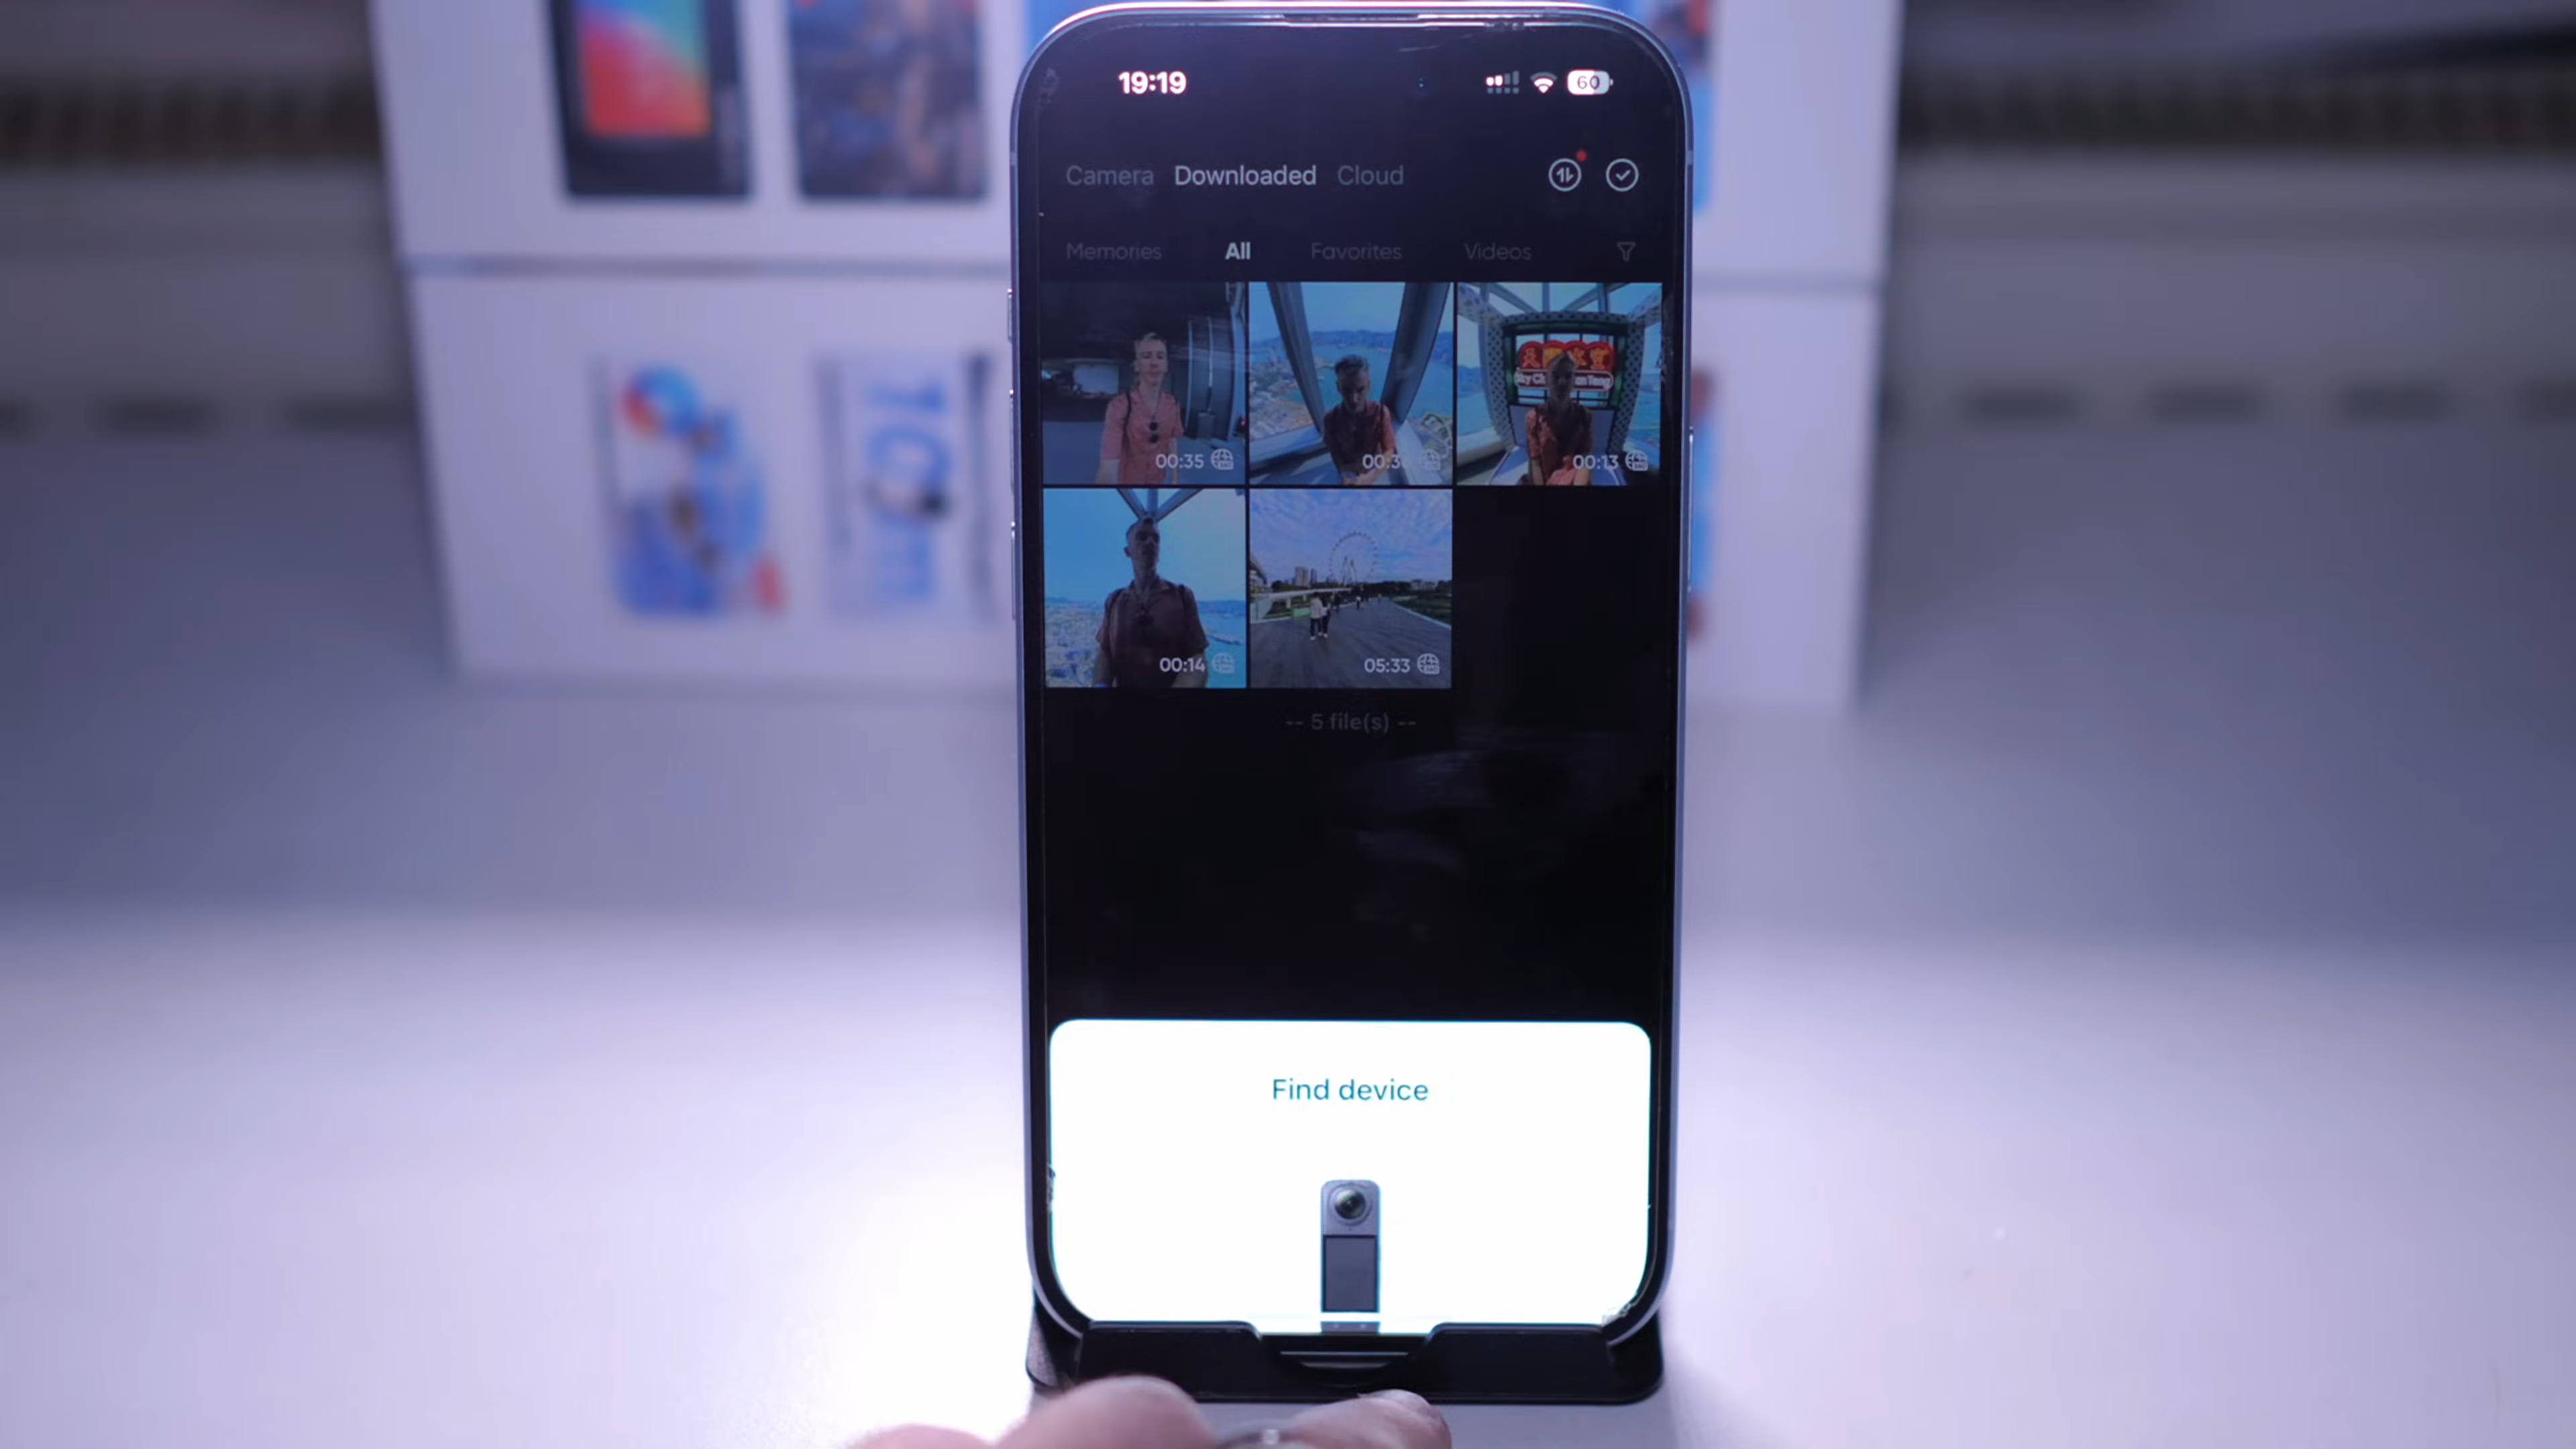 19:19
60
Camera Downloaded Cloud
Memories All Favorites Videos
00:35
00:13
00:14
05:33
-- 5 file(s) --
Find device